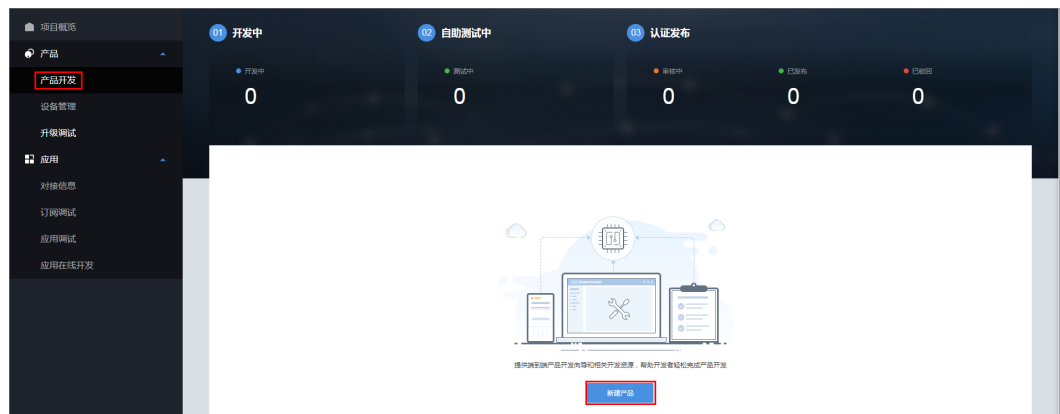 项目概览
产品
产品开发
设备管理
升级调试
应用
对接信息
订阅调试
应用调试
应用在线开发
01 开发中
开发中
0
02 自助测试中
测试中
0
03 认证发布
审核中
0
已发布
0
已驳回
0
提供端到端产品开发向导和相关开发资源，帮助开发者轻松完成产品开发
新建产品